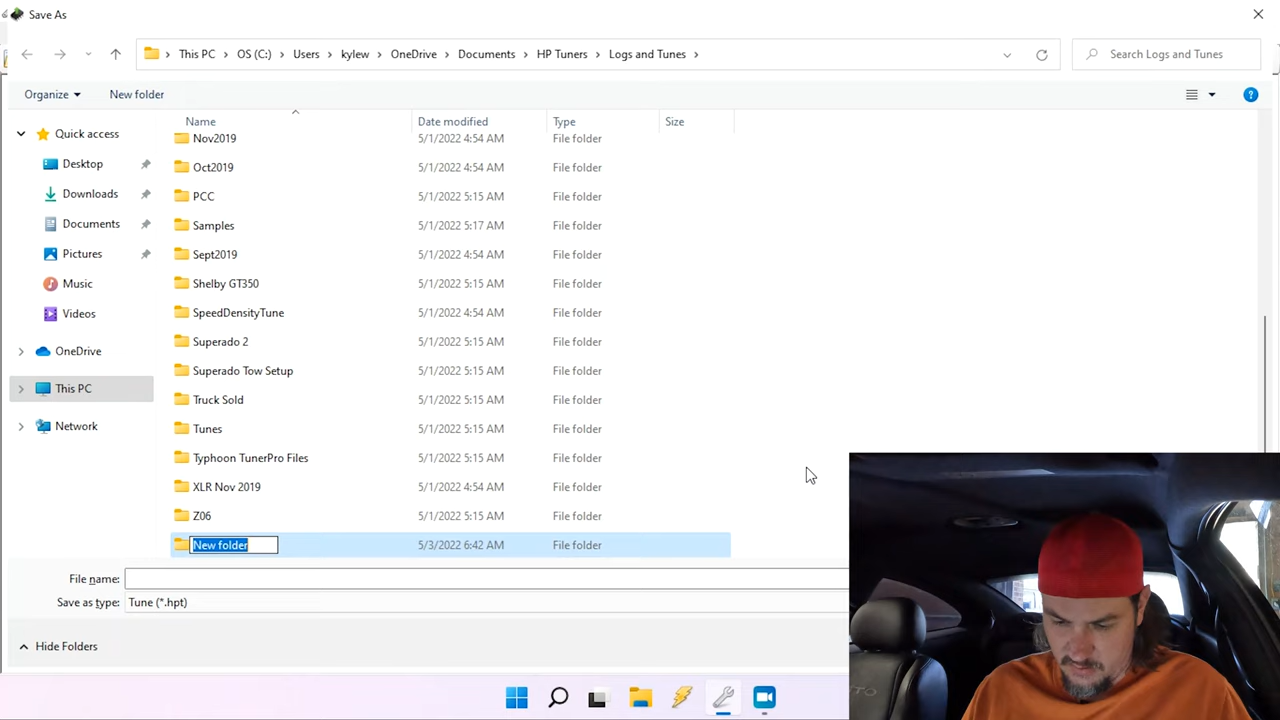 Save As
This PC > OS (C:) > Users > kylew > OneDrive > Documents > HP Tuners > Logs and Tunes >
Search Logs and Tunes
Organize
New folder
Name
Date modified
Type
Size
Quick access
Desktop
Downloads
Documents
Pictures
Music
Videos
OneDrive
This PC
Network
Nov2019 5/1/2022 4:54 AM File folder
Oct2019 5/1/2022 4:54 AM File folder
PCC 5/1/2022 5:15 AM File folder
Samples 5/1/2022 5:17 AM File folder
Sept2019 5/1/2022 4:54 AM File folder
Shelby GT350 5/1/2022 5:15 AM File folder
SpeedDensityTune 5/1/2022 4:54 AM File folder
Superado 2 5/1/2022 5:15 AM File folder
Superado Tow Setup 5/1/2022 5:15 AM File folder
Truck Sold 5/1/2022 5:15 AM File folder
Tunes 5/1/2022 5:15 AM File folder
Typhoon TunerPro Files 5/1/2022 5:15 AM File folder
XLR Nov 2019 5/1/2022 4:54 AM File folder
Z06 5/1/2022 5:15 AM File folder
New folder 5/3/2022 6:42 AM File folder
File name:
Save as type: Tune (*.hpt)
Hide Folders